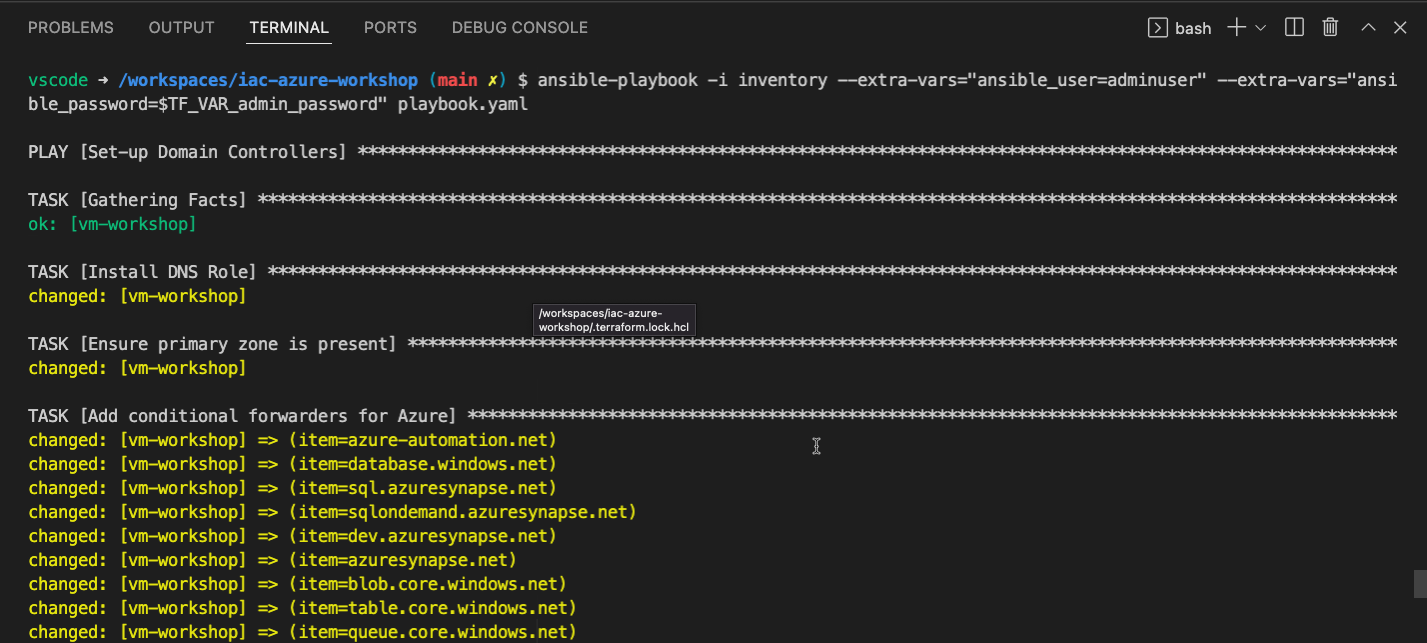 PROBLEMS OUTPUT TERMINAL PORTS DEBUG CONSOLE bash
vscode ➜ /workspaces/iac-azure-workshop (main ✗) $ ansible-playbook -i inventory --extra-vars="ansible_user=adminuser" --extra-vars="ansi
ble_password=$TF_VAR_admin_password" playbook.yaml
PLAY [Set-up Domain Controllers] ********************************************************************************************************
TASK [Gathering Facts] ******************************************************************************************************************
ok: [vm-workshop]
TASK [Install DNS Role] *****************************************************************************************************************
changed: [vm-workshop]
/workspaces/iac-azure-
workshop/.terraform.lock.hcl
TASK [Ensure primary zone is present] ***************************************************************************************************
changed: [vm-workshop]
TASK [Add conditional forwarders for Azure] *********************************************************************************************
changed: [vm-workshop] => (item=azure-automation.net)
changed: [vm-workshop] => (item=database.windows.net)
changed: [vm-workshop] => (item=sql.azuresynapse.net)
changed: [vm-workshop] => (item=sqlondemand.azuresynapse.net)
changed: [vm-workshop] => (item=dev.azuresynapse.net)
changed: [vm-workshop] => (item=azuresynapse.net)
changed: [vm-workshop] => (item=blob.core.windows.net)
changed: [vm-workshop] => (item=table.core.windows.net)
changed: [vm-workshop] => (item=queue.core.windows.net)